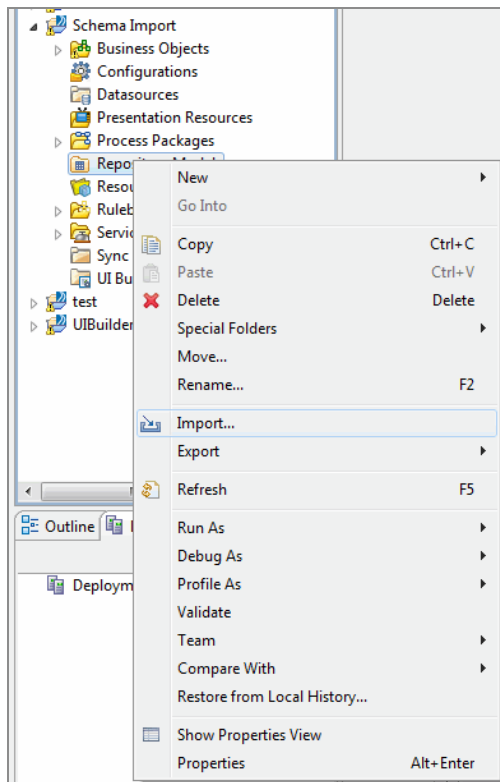 Schema Import
Business Objects
Configurations
Datasources
Presentation Resources
Process Packages
Resou
Ruleb
Servic
Sync
UI Bu
test
UIBuilder
New
Go Into
Copy Ctrl+C
Paste Ctrl+V
Delete Delete
Special Folders
Move...
Rename... F2
Import...
Export
Refresh F5
Run As
Debug As
Profile As
Validate
Team
Compare With
Restore from Local History...
Show Properties View
Properties Alt+Enter
Outline
Deploym